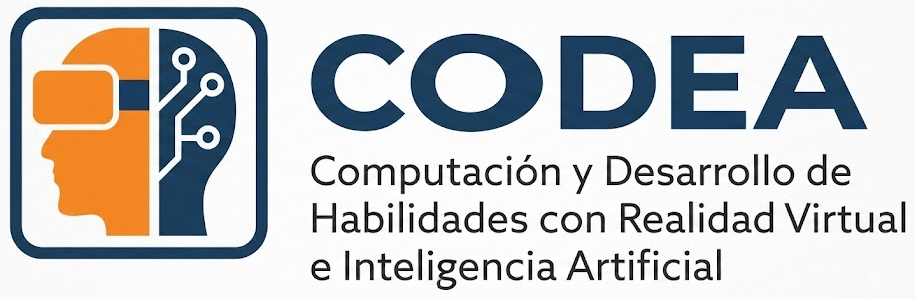 CODEA
Computación y Desarrollo de
Habilidades con Realidad Virtual
e Inteligencia Artificial